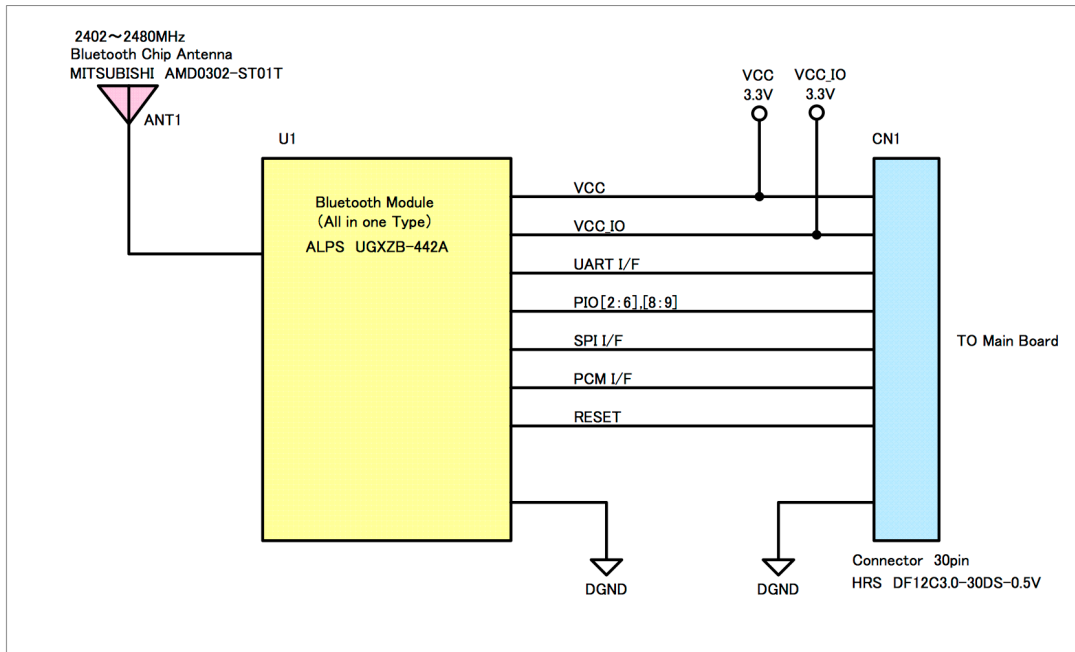 2402～2480MHz
Bluetooth Chip Antenna
MITSUBISHI AMD0302-ST01T
ANT1
U1
Bluetooth Module
(All in one Type)
ALPS UGXZB-442A
VCC
3.3V
VCC_IO
3.3V
CN1
VCC
VCC_IO
UART I/F
PIO[2:6],[8:9]
SPI I/F
PCM I/F
RESET
TO Main Board
DGND
DGND
Connector 30pin
HRS DF12C3.0-30DS-0.5V